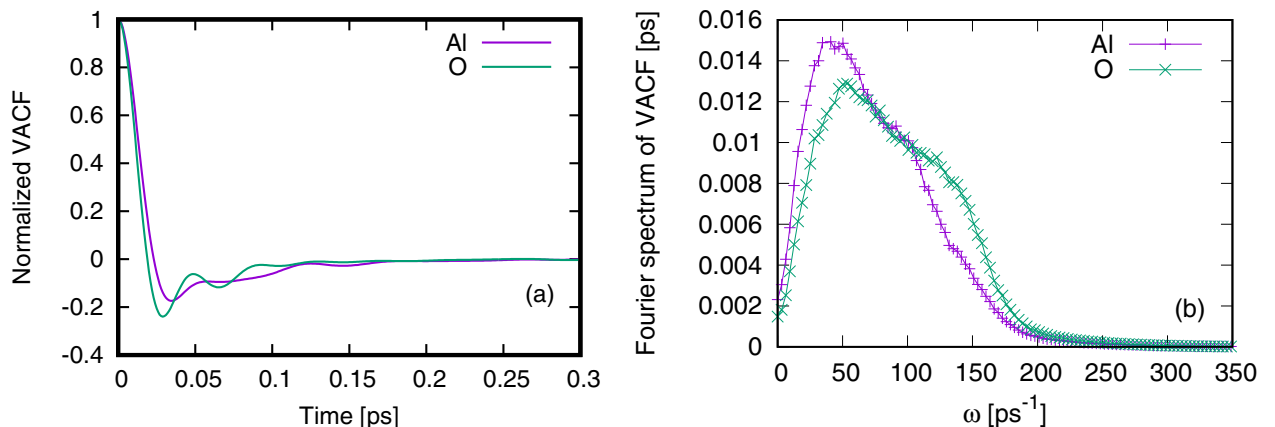 Normalized VACF
1
0.8
0.6
0.4
0.2
0
-0.2
-0.4
Al
O
(a)
0 0.05 0.1 0.15 0.2 0.25 0.3
Time [ps]
Fourier spectrum of VACF [ps]
0.016
0.014
0.012
0.01
0.008
0.006
0.004
0.002
0
Al
O
(b)
0 50 100 150 200 250 300 350
ω [ps⁻¹]